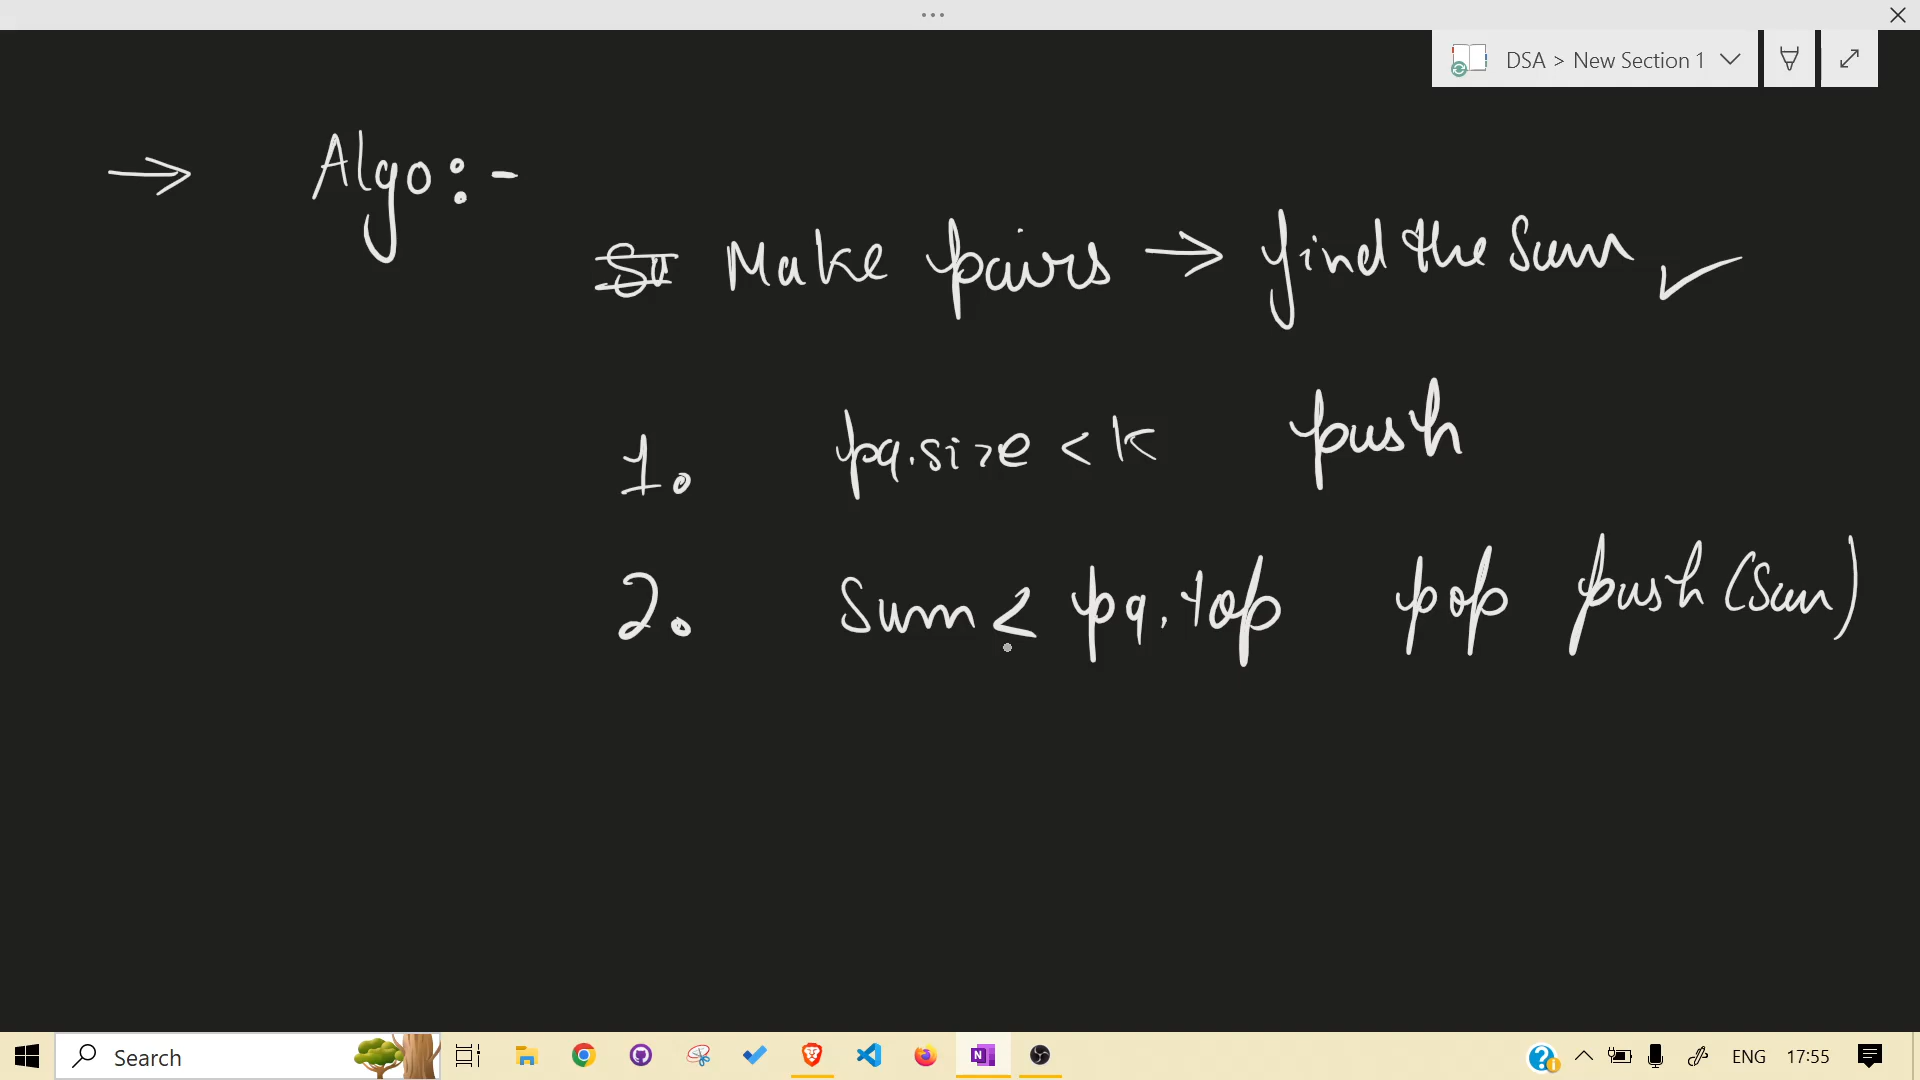 DSA > New Section 1
→ Algo:-
Make pairs → find the Sum ✓
1. pq.size < K push
2. Sum < pq.top pop push (Sum)
Search
ENG 17:55